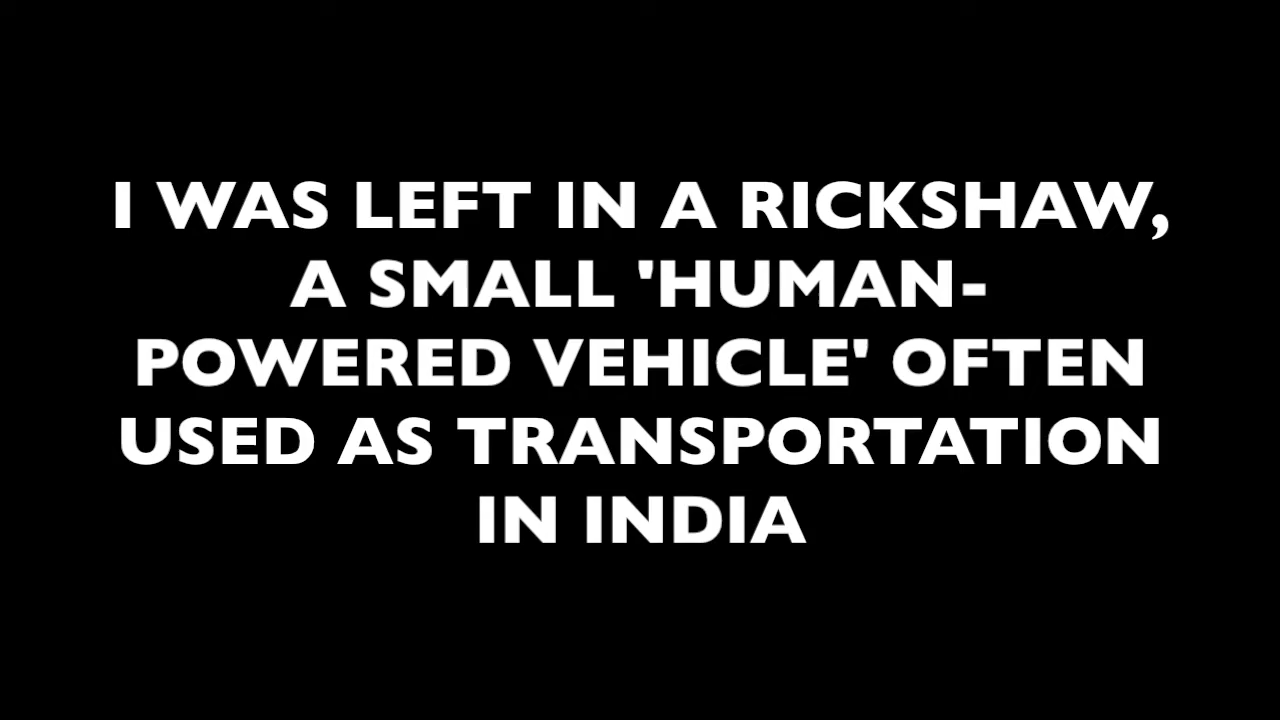 I WAS LEFT IN A RICKSHAW,
A SMALL 'HUMAN-
POWERED VEHICLE' OFTEN
USED AS TRANSPORTATION
IN INDIA